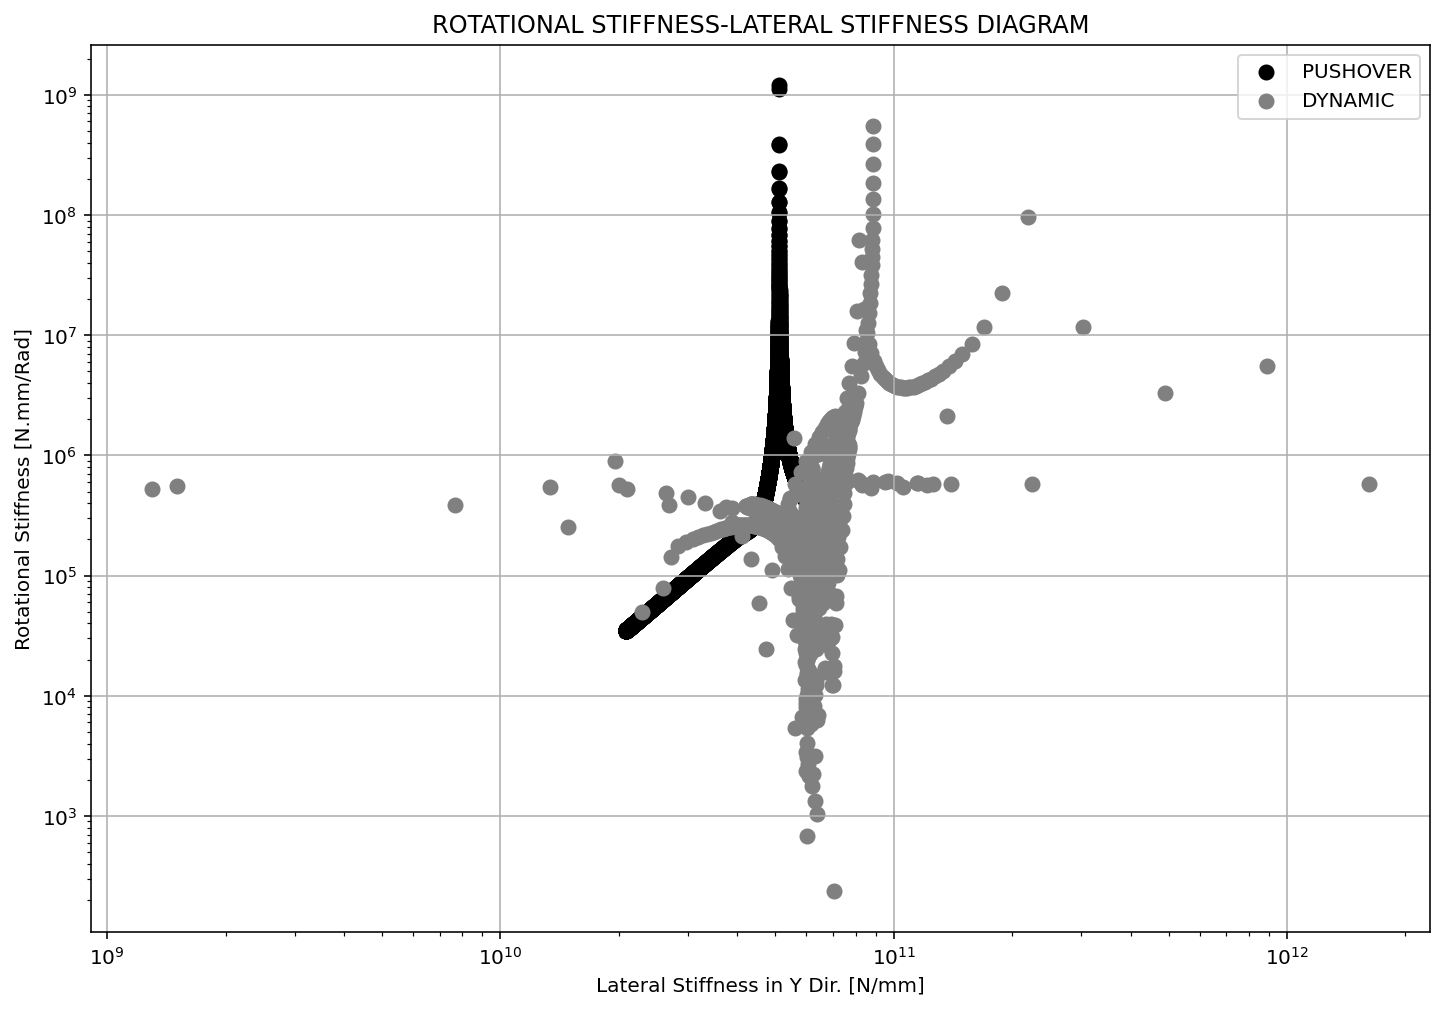 ROTATIONAL STIFFNESS-LATERAL STIFFNESS DIAGRAM
PUSHOVER
DYNAMIC
Rotational Stiffness [N.mm/Rad]
10⁹
10⁸
10⁷
10⁶
10⁵
10⁴
10³
10⁹ 10¹⁰ 10¹¹ 10¹²
Lateral Stiffness in Y Dir. [N/mm]